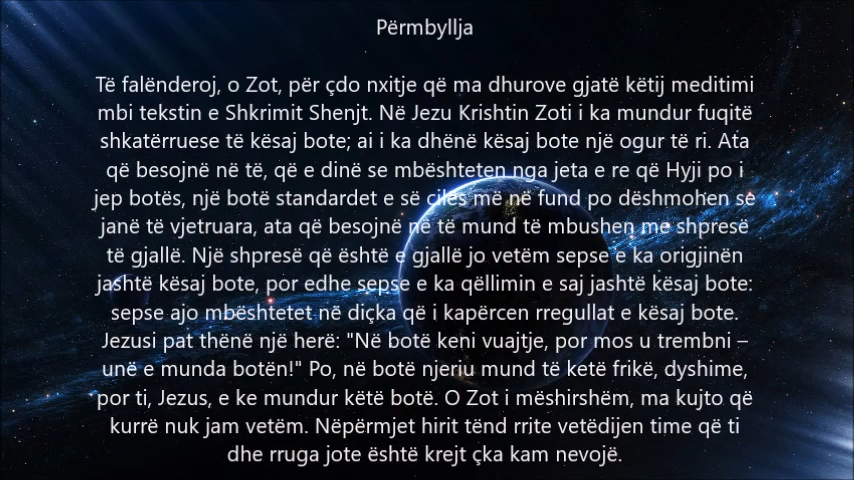 Përmbyllja
Të falënderoj, o Zot, për çdo nxitje që ma dhurove gjatë këtij meditimi
mbi tekstin e Shkrimit Shenjt. Në Jezu Krishtin Zoti i ka mundur fuqitë
shkatërruese të kësaj bote; ai i ka dhënë kësaj bote një ogur të ri. Ata
që besojnë në të, që e dinë se mbështeten nga jeta e re që Hyji po i
jep botës, një botë standardet e së cilës më në fund po dëshmohen se
janë të vjetruara, ata që besojnë në të mund të mbushen me shpresë
të gjallë. Një shpresë që është e gjallë jo vetëm sepse e ka origjinën
jashtë kësaj bote, por edhe sepse e ka qëllimin e saj jashtë kësaj bote:
sepse ajo mbështetet në diçka që i kapërcen rregullat e kësaj bote.
Jezusi pat thënë një herë: "Në botë keni vuajtje, por mos u trembni –
unë e munda botën!" Po, në botë njeriu mund të ketë frikë, dyshime,
por ti, Jezus, e ke mundur këtë botë. O Zot i mëshirshëm, ma kujto që
kurrë nuk jam vetëm. Nëpërmjet hirit tënd rrite vetëdijen time që ti
dhe rruga jote është krejt çka kam nevojë.